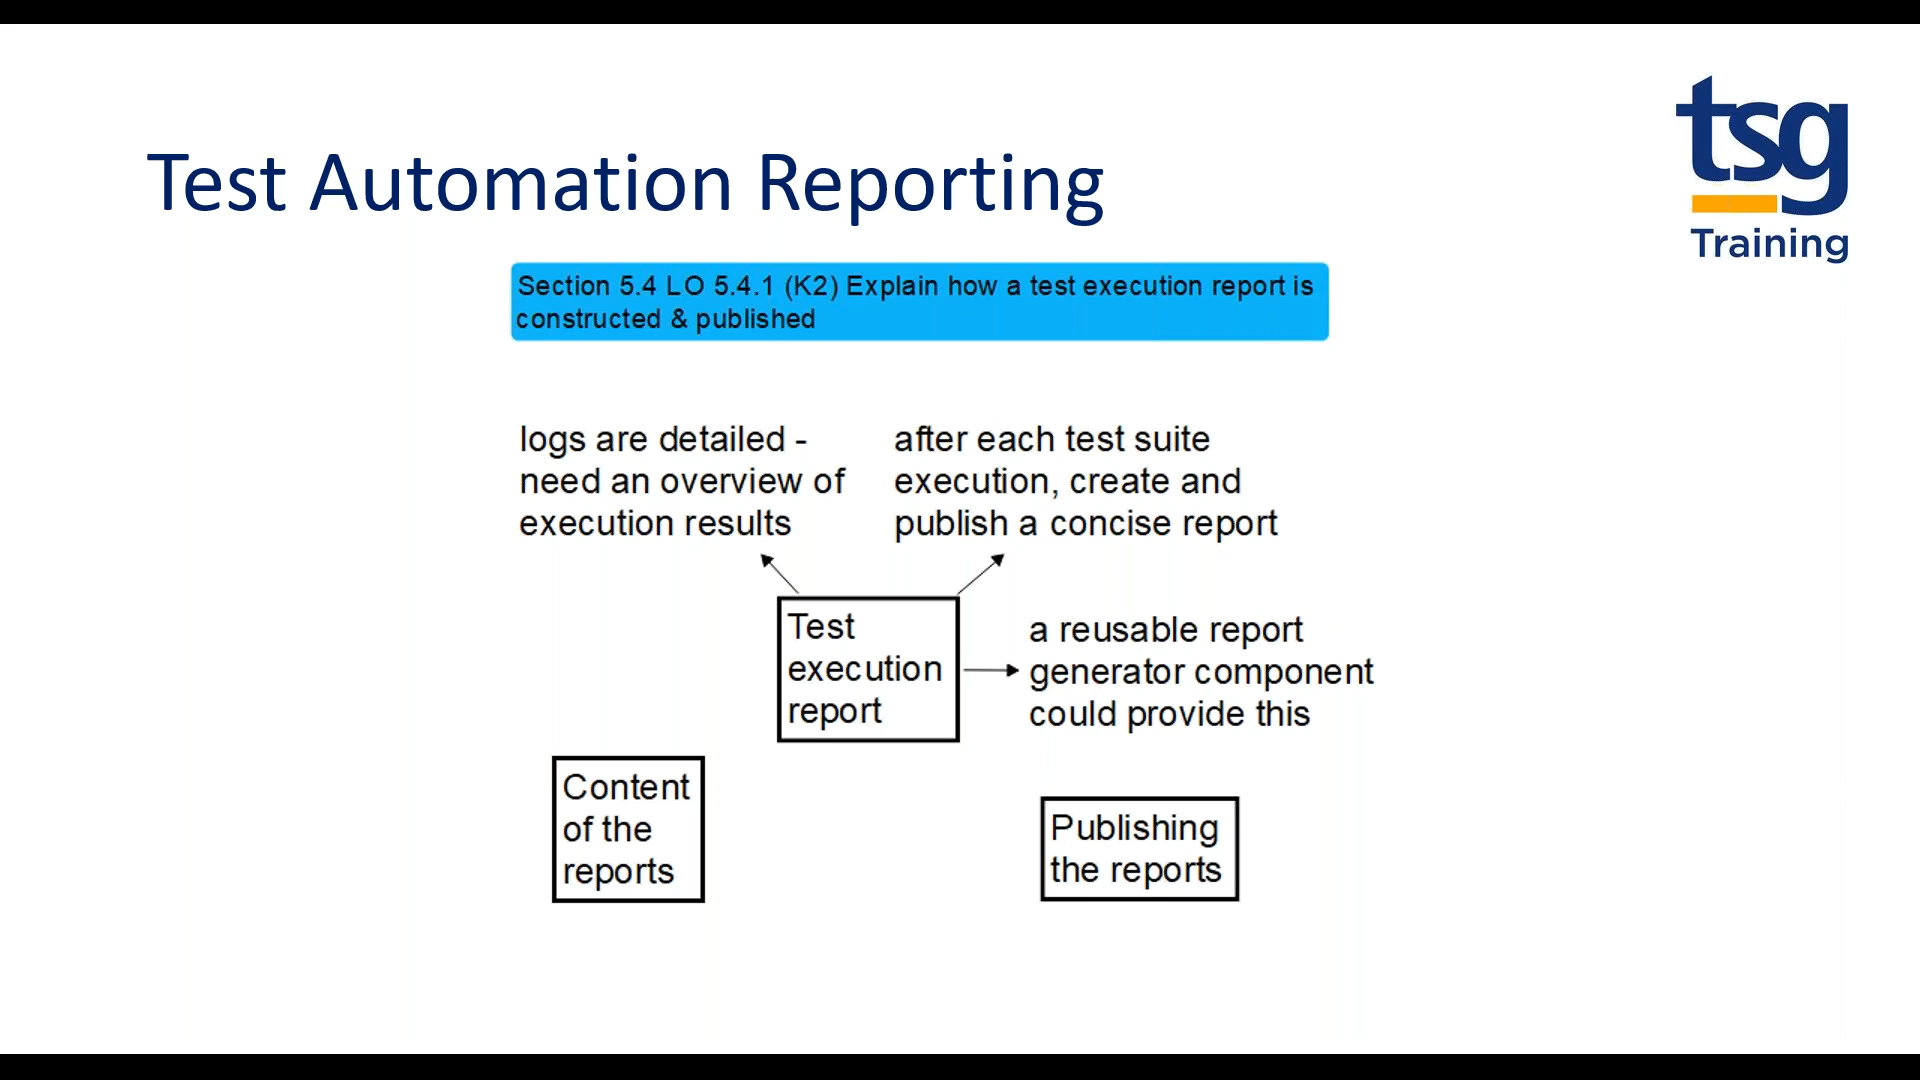 Test Automation Reporting
tsg
Training
Section 5.4 LO 5.4.1 (K2) Explain how a test execution report is
constructed & published
logs are detailed -
need an overview of
execution results
after each test suite
execution, create and
publish a concise report
Test
execution
report
a reusable report
generator component
could provide this
Content
of the
reports
Publishing
the reports